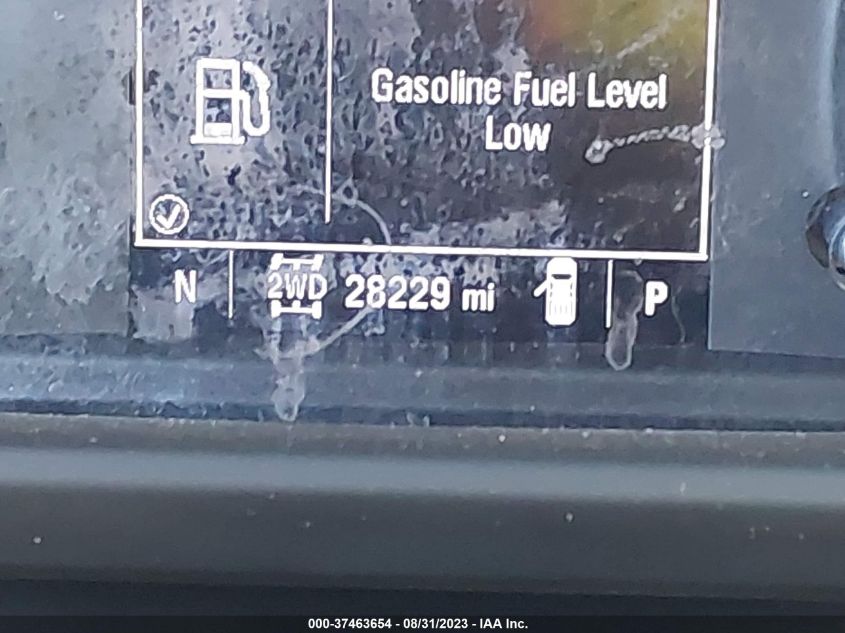 Gasoline Fuel Level
Low
N 2WD 28229 mi P
000-37463654 - 08/31/2023 - IAA Inc.